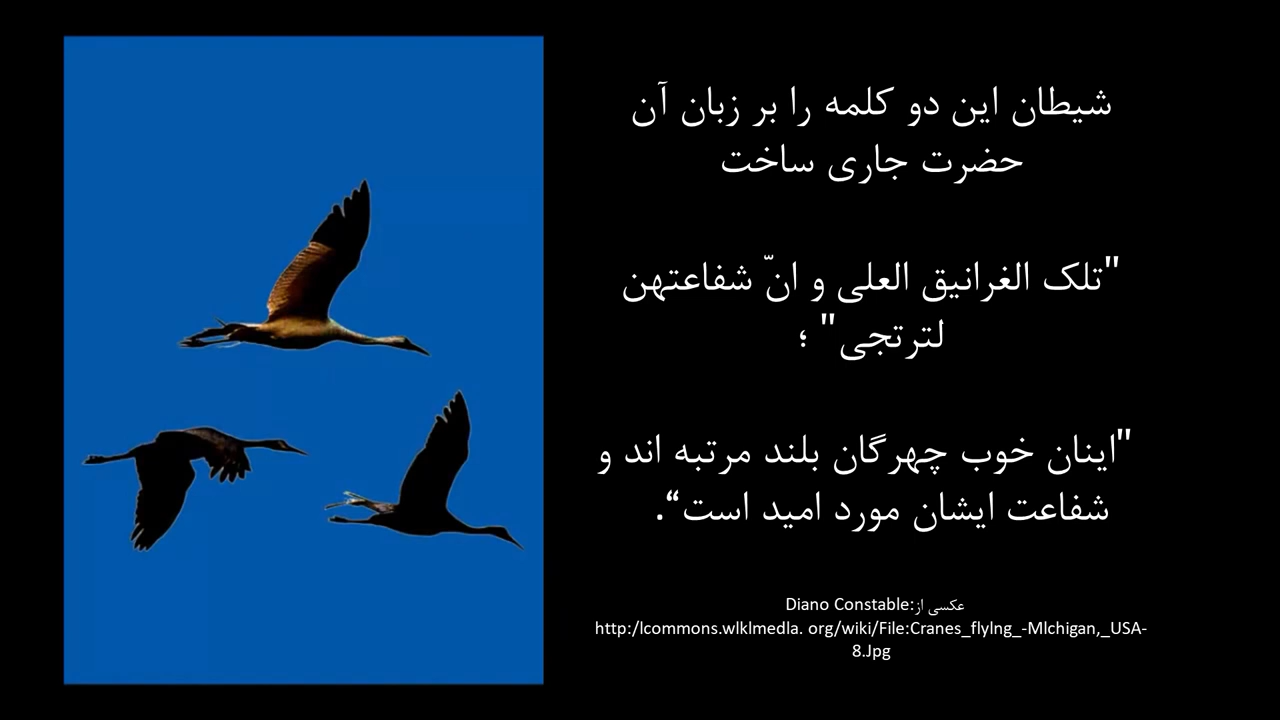 شیطان این دو کلمه را بر زبان آن
حضرت جاری ساخت
"تلک الغرانیق العلی و انّ شفاعتهن
لترتجی" ؛
"اینان خوب چهرگان بلند مرتبه اند و
شفاعت ایشان مورد امید است“.
عکسی از:Diano Constable
http:/lcommons.wlklmedla. org/wiki/File:Cranes_flylng_-Mlchigan,_USA-
8.Jpg